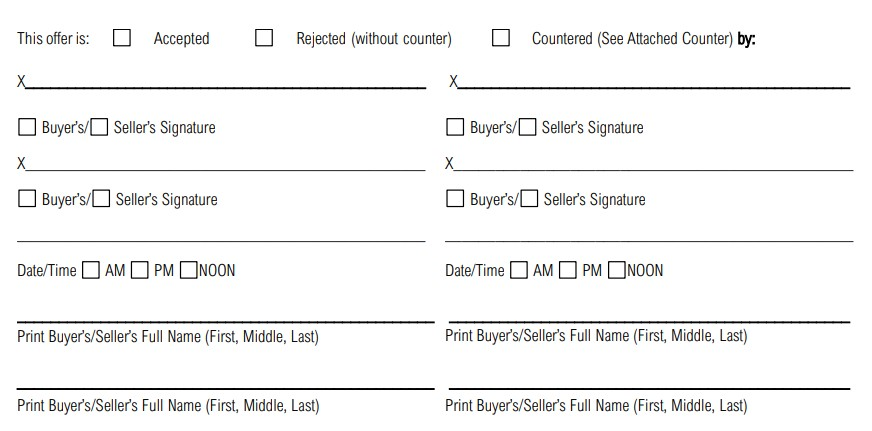 This offer is: Accepted Rejected (without counter) Countered (See Attached Counter) by:
X X
Buyer's/ Seller's Signature Buyer's/ Seller's Signature
X X
Buyer's/ Seller's Signature Buyer's/ Seller's Signature
Date/Time AM PM NOON Date/Time AM PM NOON
Print Buyer's/Seller's Full Name (First, Middle, Last) Print Buyer's/Seller's Full Name (First, Middle, Last)
Print Buyer's/Seller's Full Name (First, Middle, Last) Print Buyer's/Seller's Full Name (First, Middle, Last)